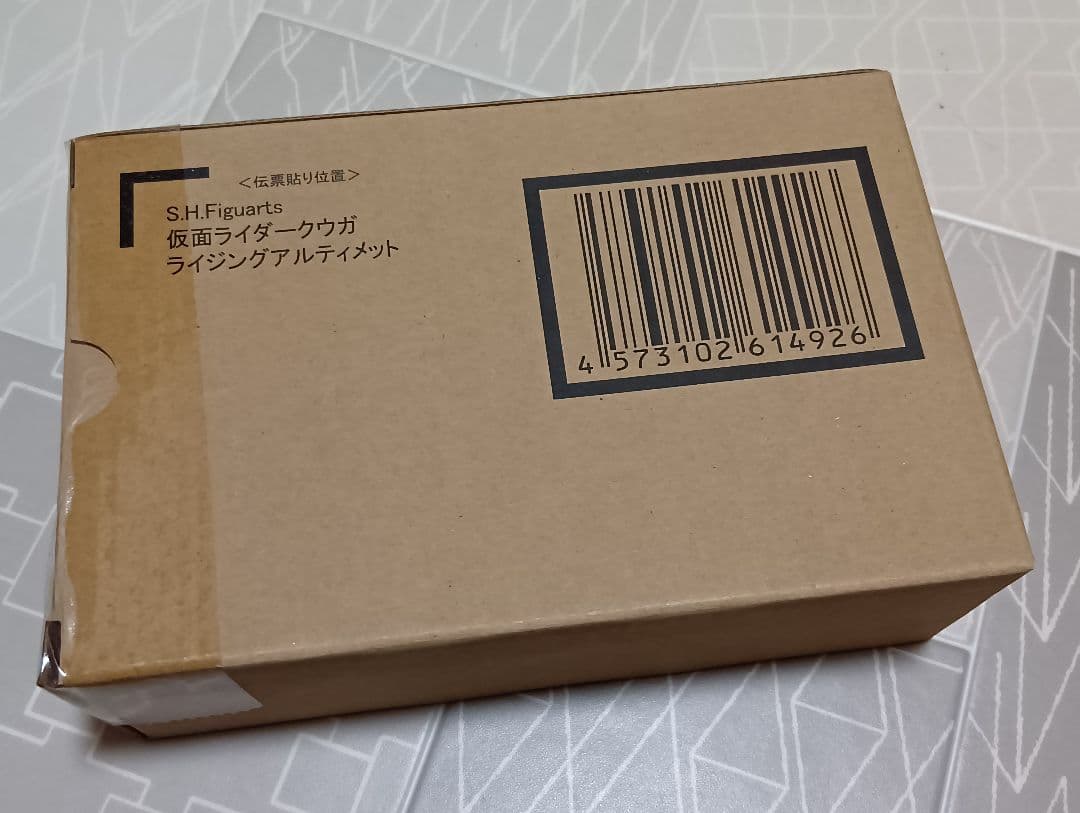 ＜伝票貼り位置＞
S.H.Figuarts
仮面ライダークウガ
ライジングアルティメット
4 573102 614926